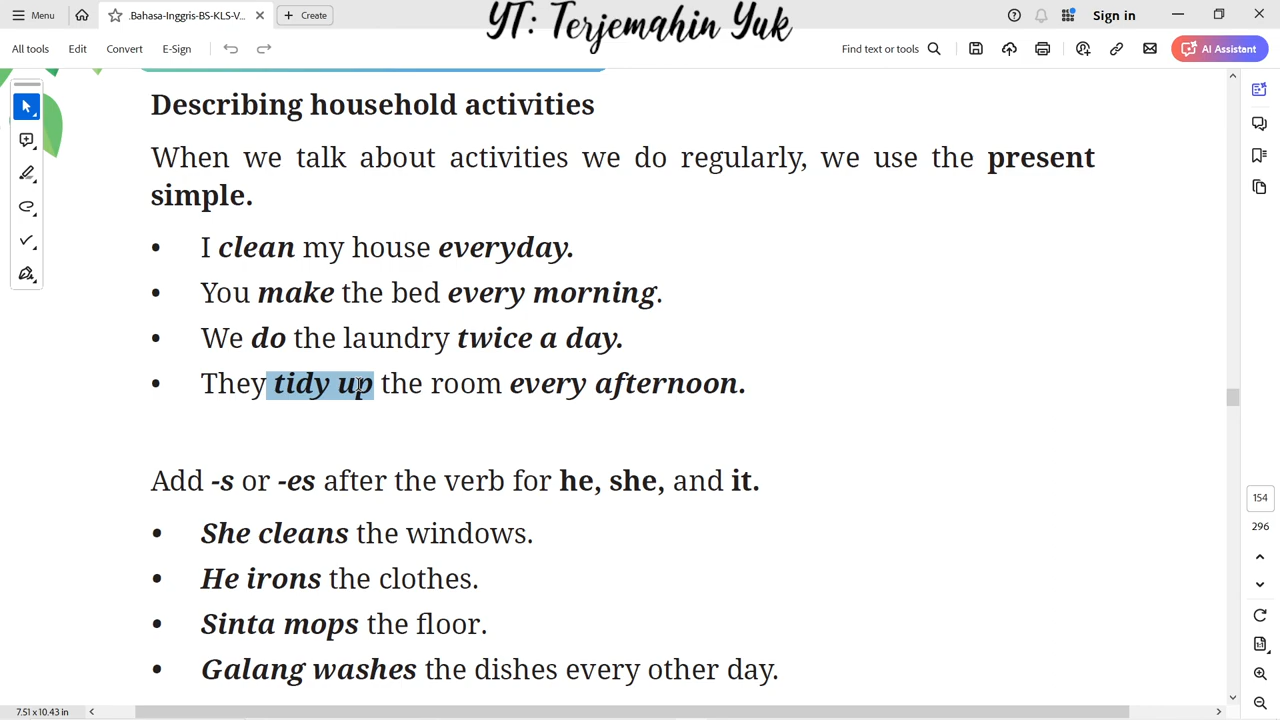 Menu
.Bahasa-Inggris-BS-KLS-V...
Create
YT: Terjemahin Yuk
Sign in
All tools
Edit
Convert
E-Sign
Find text or tools
AI Assistant
Describing household activities
When we talk about activities we do regularly, we use the present
simple.
• I clean my house everyday.
• You make the bed every morning.
• We do the laundry twice a day.
• They tidy up the room every afternoon.
Add -s or -es after the verb for he, she, and it.
• She cleans the windows.
• He irons the clothes.
• Sinta mops the floor.
• Galang washes the dishes every other day.
154
296
7.51 x 10.43 in